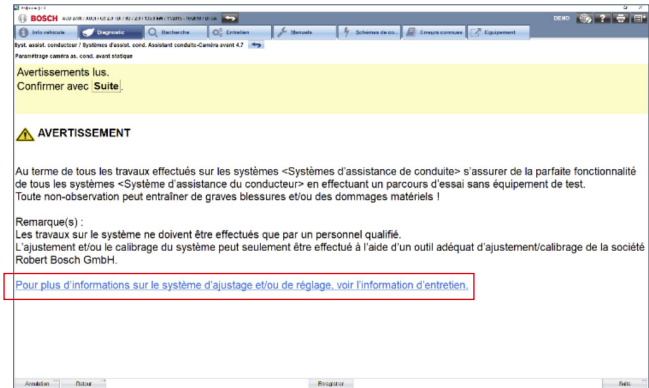 BOSCH
DEMO
Info véhicule Diagnostic Recherche Entretien Manuels Schémas de co... Erreurs connues Equipement
Syst. assist. conducteur / Systèmes d'assist. cond. Assistant conduite-Caméra avant 4.7
Paramétrage caméra as. cond. avant statique
Avertissements lus.
Confirmer avec Suite.
AVERTISSEMENT
Au terme de tous les travaux effectués sur les systèmes <Systèmes d'assistance de conduite> s'assurer de la parfaite fonctionnalité
de tous les systèmes <Système d'assistance du conducteur> en effectuant un parcours d'essai sans équipement de test.
Toute non-observation peut entraîner de graves blessures et/ou des dommages matériels !
Remarque(s) :
Les travaux sur le système ne doivent être effectués que par un personnel qualifié.
L'ajustement et/ou le calibrage du système peut seulement être effectué à l'aide d'un outil adéquat d'ajustement/calibrage de la société
Robert Bosch GmbH.
Pour plus d'informations sur le système d'ajustage et/ou de réglage, voir l'information d'entretien.
Annulation Retour Enregistrer Suite